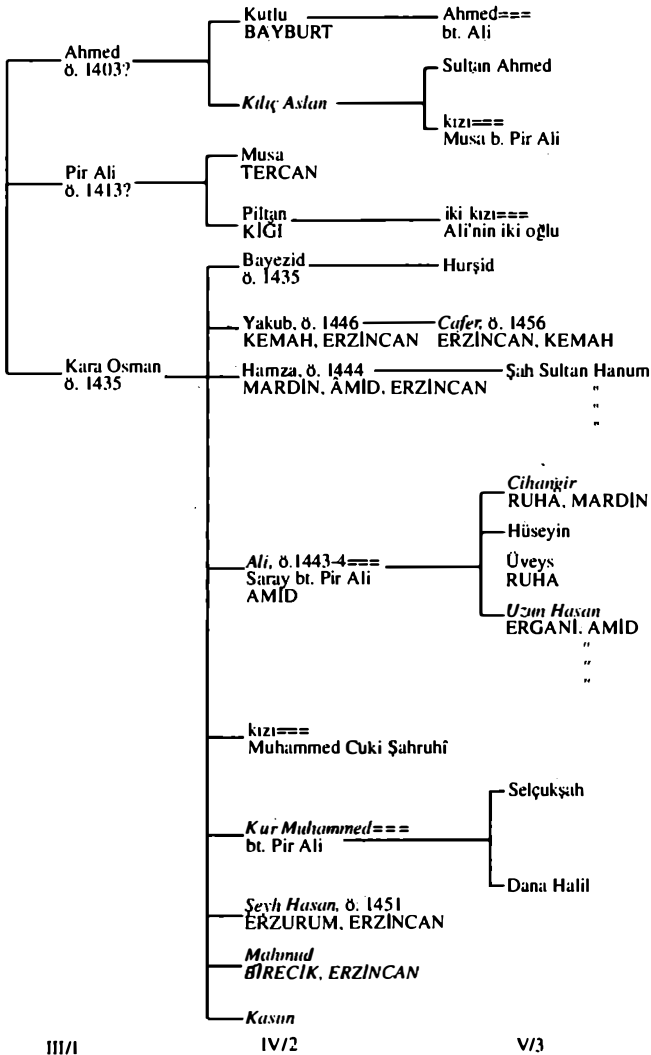 Kutlu
BAYBURT
Ahmed===
bt. Ali
Ahmed
ö. 1403?
Sultan Ahmed
Kılıç Aslan
kızı===
Musa b. Pir Ali
Musa
TERCAN
Pir Ali
ö. 1413?
Piltan
KİĞI
iki kızı===
Ali'nin iki oğlu
Bayezid
ö. 1435
Hurşid
Yakub, ö. 1446
KEMAH, ERZİNCAN
Cafer, ö. 1456
ERZİNCAN, KEMAH
Kara Osman
ö. 1435
Hamza, ö. 1444
MARDİN, ÂMID, ERZİNCAN
Şah Sultan Hanum
"
"
"
Cihangir
RUHÂ, MARDİN
Hüseyin
Üveys
RUHA
Ali, ö.1443-4===
Saray bt. Pir Ali
AMİD
Uzun Hasan
ERGANİ. AMİD
"
"
"
kızı===
Muhammed Cuki Şahruhî
Selçukşah
Kur Muhammed===
bt. Pir Ali
Dana Halil
Şeyh Hasan, ö. 1451
ERZURUM, ERZİNCAN
Mahmud
BİRECİK, ERZİNCAN
Kasım
III/1 IV/2 V/3